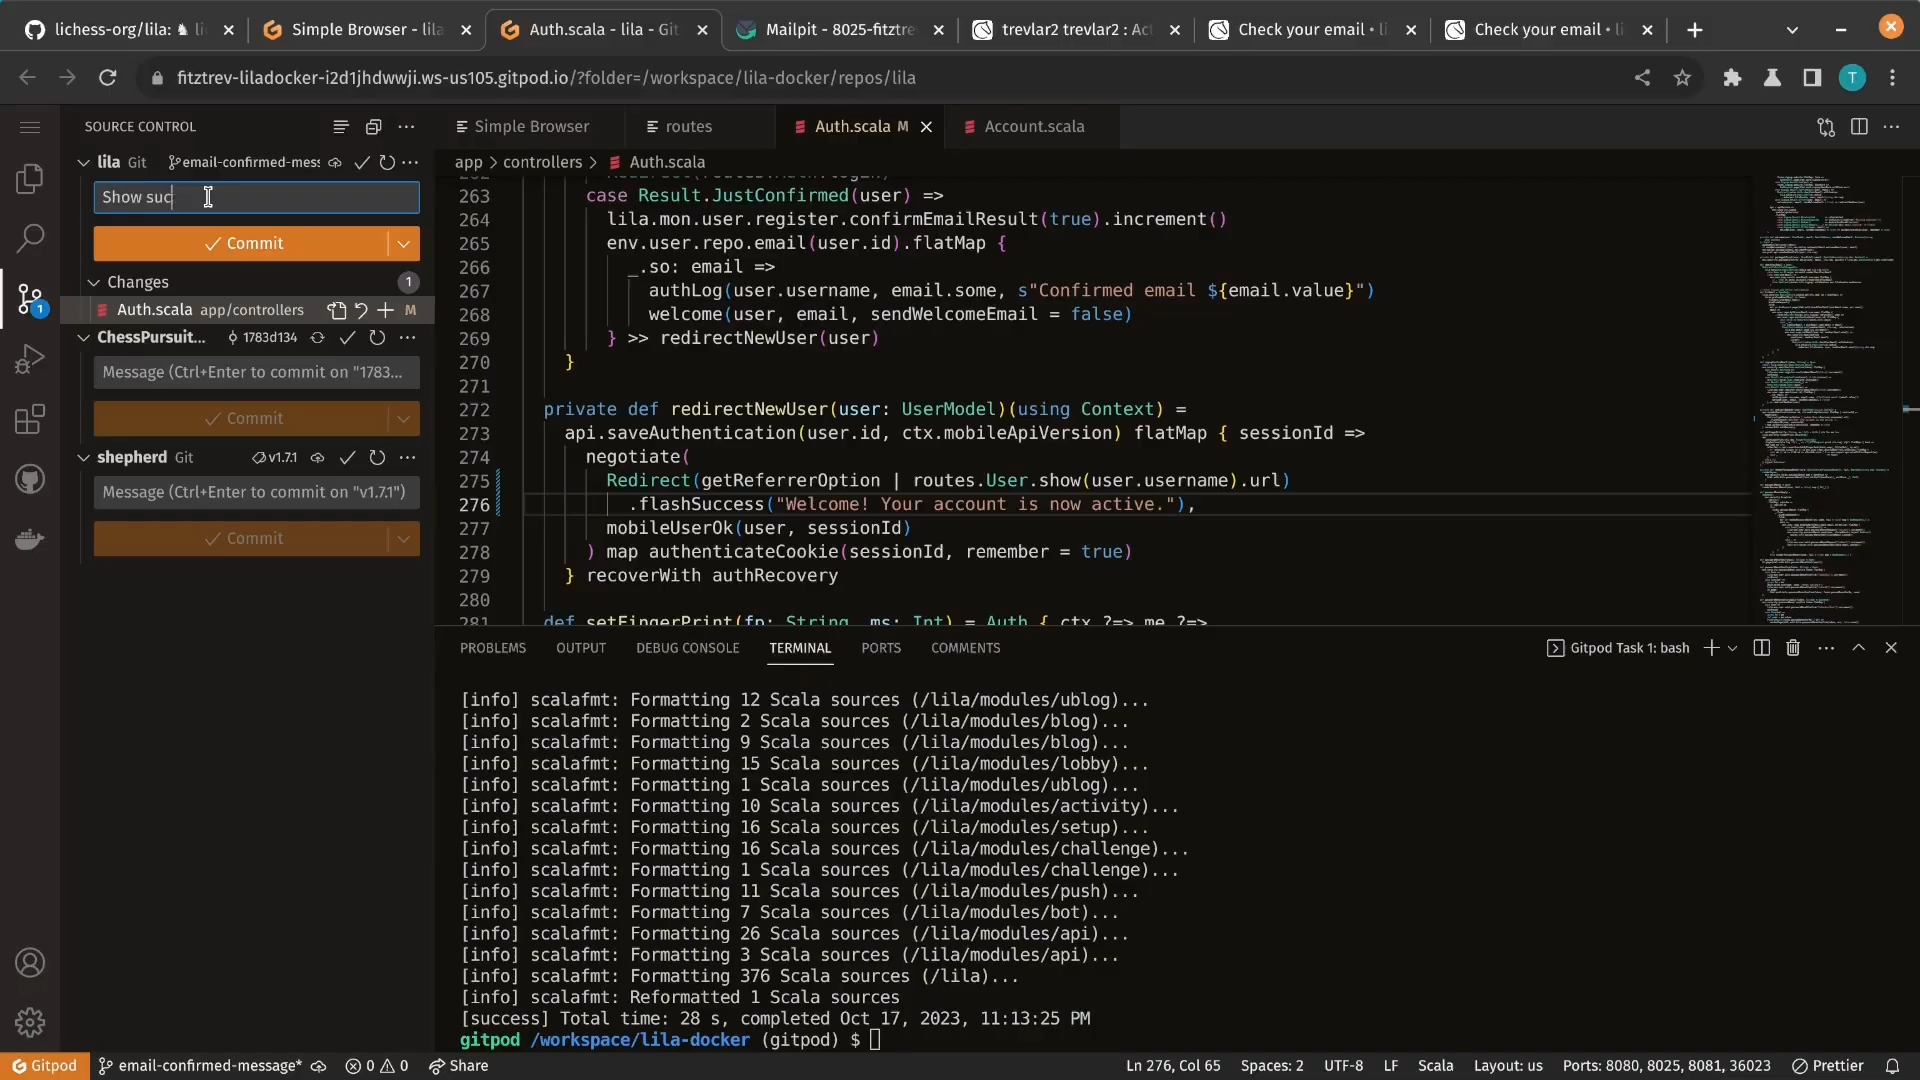 lichess-org/lila: ♞ li
Simple Browser - lila
Auth.scala - lila - Git
Mailpit - 8025-fitztre
trevlar2 trevlar2 : Act
Check your email • li
Check your email • li
fitztrev-liladocker-i2d1jhdwwji.ws-us105.gitpod.io/?folder=/workspace/lila-docker/repos/lila
T
SOURCE CONTROL
lila Git email-confirmed-mess
Show suc
Commit
Changes 1
Auth.scala app/controllers M
ChessPursuit... 1783d134
Message (Ctrl+Enter to commit on "1783...
Commit
shepherd Git v1.7.1
Message (Ctrl+Enter to commit on "v1.7.1")
Commit
1
Simple Browser
routes
Auth.scala M
Account.scala
app > controllers > Auth.scala
263 case Result.JustConfirmed(user) =>
264 lila.mon.user.register.confirmEmailResult(true).increment()
265 env.user.repo.email(user.id).flatMap {
266 _.so: email =>
267 authLog(user.username, email.some, s"Confirmed email ${email.value}")
268 welcome(user, email, sendWelcomeEmail = false)
269 } >> redirectNewUser(user)
270 }
271
272 private def redirectNewUser(user: UserModel)(using Context) =
273 api.saveAuthentication(user.id, ctx.mobileApiVersion) flatMap { sessionId =>
274 negotiate(
275 Redirect(getReferrerOption | routes.User.show(user.username).url)
276 .flashSuccess("Welcome! Your account is now active."),
277 mobileUserOk(user, sessionId)
278 ) map authenticateCookie(sessionId, remember = true)
279 } recoverWith authRecovery
280
281 def setFingerPrint(fp: String, ms: Int) = Auth { ctx ?=> me ?=>
PROBLEMS OUTPUT DEBUG CONSOLE TERMINAL PORTS COMMENTS
Gitpod Task 1: bash
[info] scalafmt: Formatting 12 Scala sources (/lila/modules/ublog)...
[info] scalafmt: Formatting 2 Scala sources (/lila/modules/blog)...
[info] scalafmt: Formatting 9 Scala sources (/lila/modules/blog)...
[info] scalafmt: Formatting 15 Scala sources (/lila/modules/lobby)...
[info] scalafmt: Formatting 1 Scala sources (/lila/modules/ublog)...
[info] scalafmt: Formatting 10 Scala sources (/lila/modules/activity)...
[info] scalafmt: Formatting 16 Scala sources (/lila/modules/setup)...
[info] scalafmt: Formatting 16 Scala sources (/lila/modules/challenge)...
[info] scalafmt: Formatting 1 Scala sources (/lila/modules/challenge)...
[info] scalafmt: Formatting 11 Scala sources (/lila/modules/push)...
[info] scalafmt: Formatting 7 Scala sources (/lila/modules/bot)...
[info] scalafmt: Formatting 26 Scala sources (/lila/modules/api)...
[info] scalafmt: Formatting 3 Scala sources (/lila/modules/api)...
[info] scalafmt: Formatting 376 Scala sources (/lila)...
[info] scalafmt: Reformatted 1 Scala sources
[success] Total time: 28 s, completed Oct 17, 2023, 11:13:25 PM
gitpod /workspace/lila-docker (gitpod) $
Gitpod email-confirmed-message* 0 0 Share
Ln 276, Col 65 Spaces: 2 UTF-8 LF Scala Layout: us Ports: 8080, 8025, 8081, 36023 Prettier